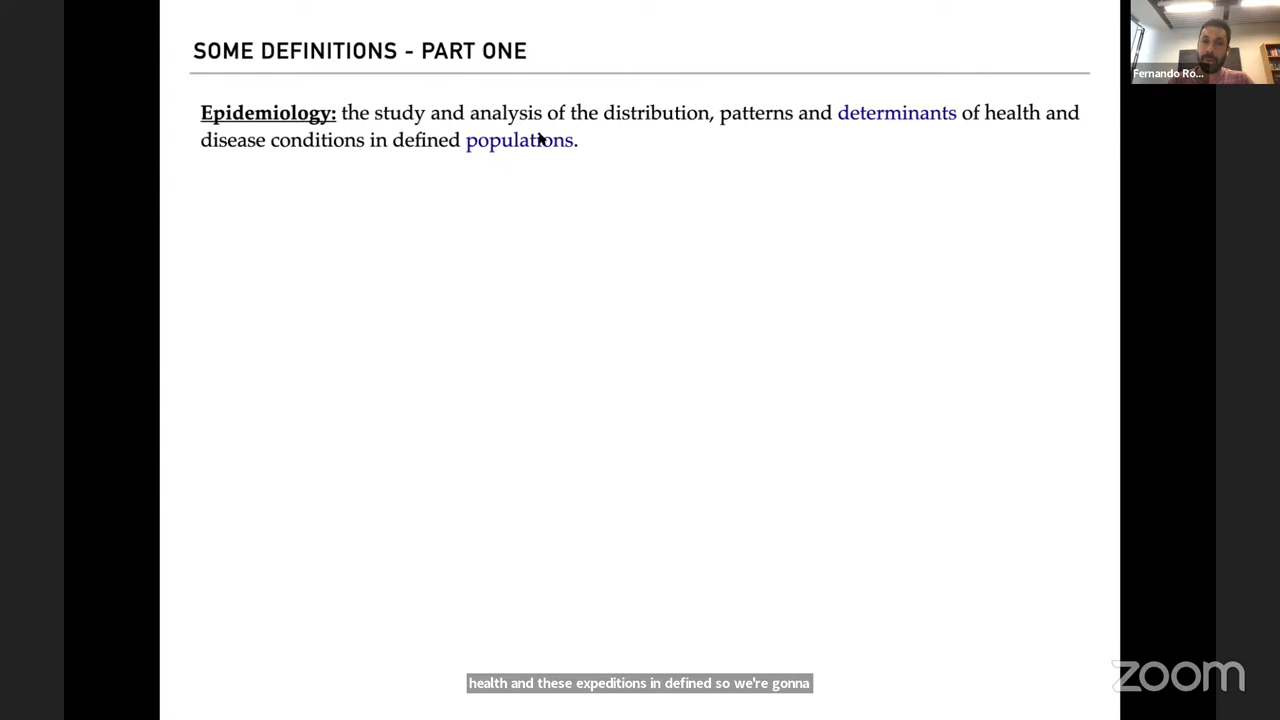 SOME DEFINITIONS - PART ONE
Fernando Ro...
Epidemiology: the study and analysis of the distribution, patterns and determinants of health and
disease conditions in defined populations.
health and these expeditions in defined so we're gonna
zoom